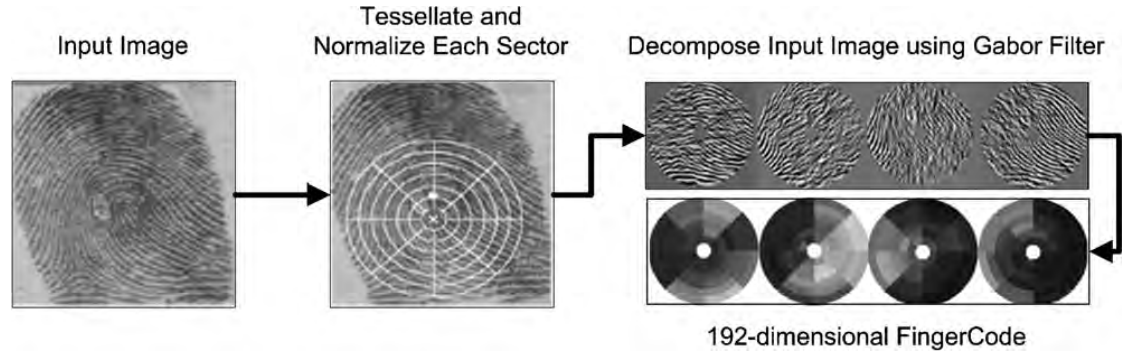 Input Image
Tessellate and
Normalize Each Sector
Decompose Input Image using Gabor Filter
192-dimensional FingerCode